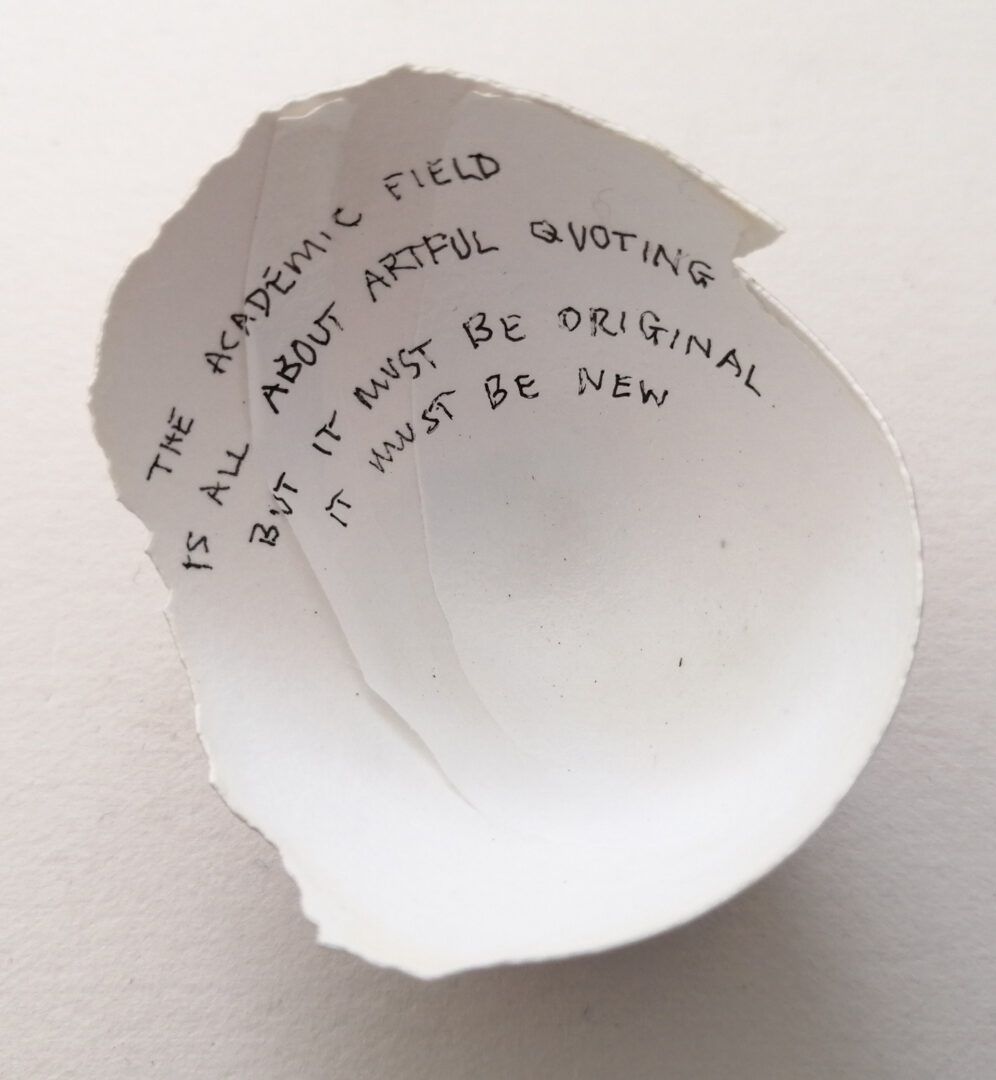 THE ACADEMIC FIELD
IS ALL ABOUT ARTFUL QUOTING
BUT IT MUST BE ORIGINAL
IT MUST BE NEW